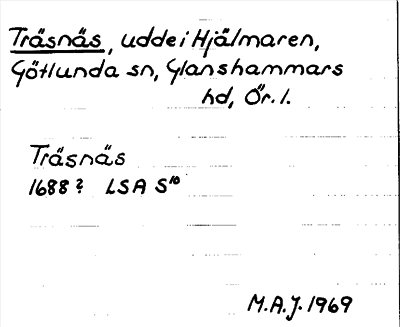 Träsnäs, udde i Hjälmaren,
Götlunda sn, Glanshammars
hd, Ör. l.
Träsnäs
1688? LSA S¹⁰
M.A.J. 1969